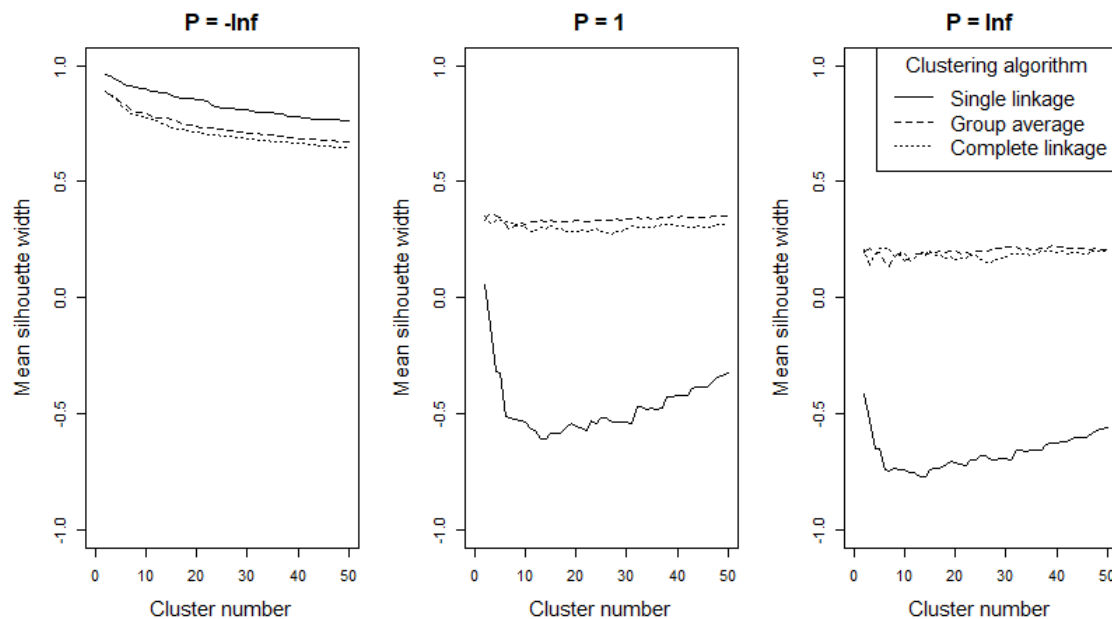 P = -Inf
P = 1
P = Inf
Mean silhouette width
1.0
0.5
0.0
-0.5
-1.0
0 10 20 30 40 50
Cluster number
Mean silhouette width
1.0
0.5
0.0
-0.5
-1.0
0 10 20 30 40 50
Cluster number
Mean silhouette width
1.0
0.5
0.0
-0.5
-1.0
0 10 20 30 40 50
Cluster number
Clustering algorithm
Single linkage
Group average
Complete linkage